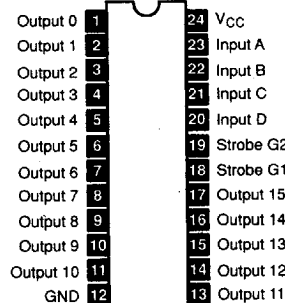 Output 0 1 24 VCC
Output 1 2 23 Input A
Output 2 3 22 Input B
Output 3 4 21 Input C
Output 4 5 20 Input D
Output 5 6 19 Strobe G2
Output 6 7 18 Strobe G1
Output 7 8 17 Output 15
Output 8 9 16 Output 14
Output 9 10 15 Output 13
Output 10 11 14 Output 12
GND 12 13 Output 11